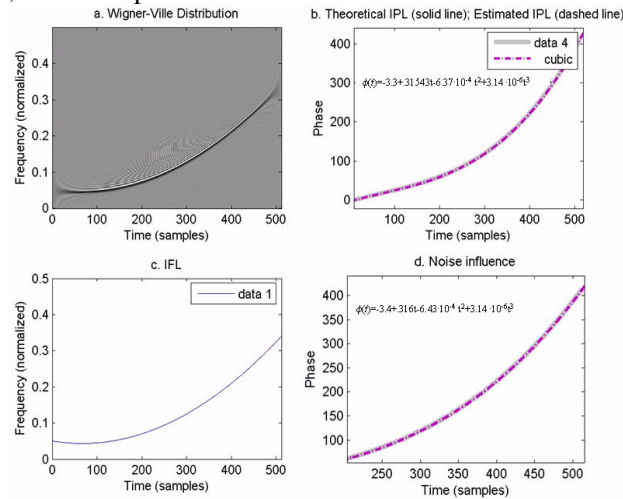 a. Wigner-Ville Distribution
Frequency (normalized)
0.4
0.3
0.2
0.1
0
0 100 200 300 400 500
Time (samples)
b. Theoretical IPL (solid line); Estimated IPL (dashed line)
data 4
cubic
ϕ(t)=-3.3+.31543t-6.37·10⁻⁴ t²+3.14 ·10⁻⁶t³
Phase
400
300
200
100
0
100 200 300 400 500
Time (samples)
c. IFL
data 1
Frequency (normalized)
0.5
0.4
0.3
0.2
0.1
0
0 100 200 300 400 500
Time (samples)
d. Noise influence
ϕ(t)=-3.4+.316t-6.43·10⁻⁴ t²+3.14 ·10⁻⁶t³
Phase
400
350
300
250
200
150
100
250 300 350 400 450 500
Time (samples)